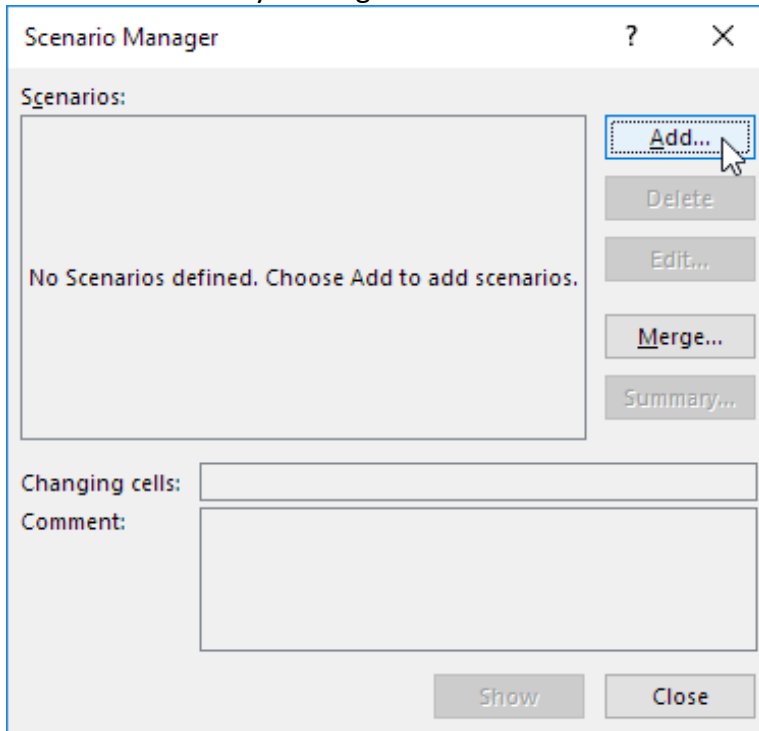 Scenario Manager ? ×
Scenarios:
Add...
Delete
Edit...
No Scenarios defined. Choose Add to add scenarios.
Merge...
Summary...
Changing cells:
Comment:
Show Close